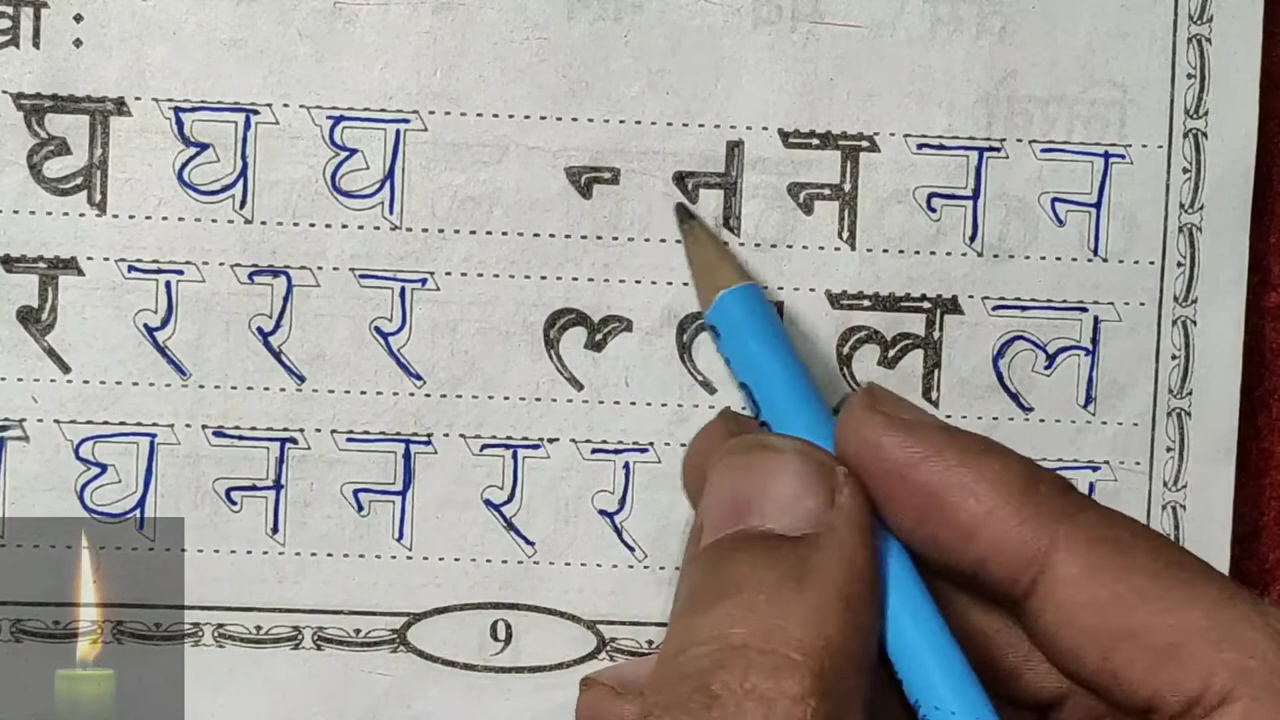 घ घ घ न न न
र र र र ल ल
घ न न र र
9